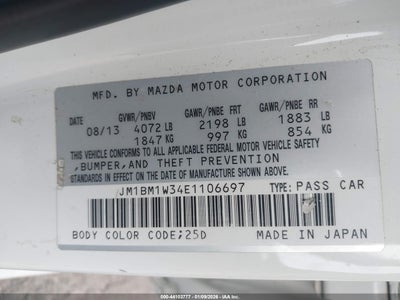 MFD. BY MAZDA MOTOR CORPORATION
DATE GVWR/PNBV GAWR/PNBE FRT GAWR/PNBE RR
08/13 4072 LB 2198 LB 1883 LB
1847 KG 997 KG 854 KG
THIS VEHICLE CONFORMS TO ALL APPLICABLE FEDERAL MOTOR VEHICLE SAFETY
,BUMPER,AND THEFT PREVENTION
STANDARDS IN EFFECT ON THE DATE OF MANUFACTURE SHOWN ABOVE.
JM1BM1W34E1106697 TYPE: PASS CAR
BODY COLOR CODE;25D MADE IN JAPAN